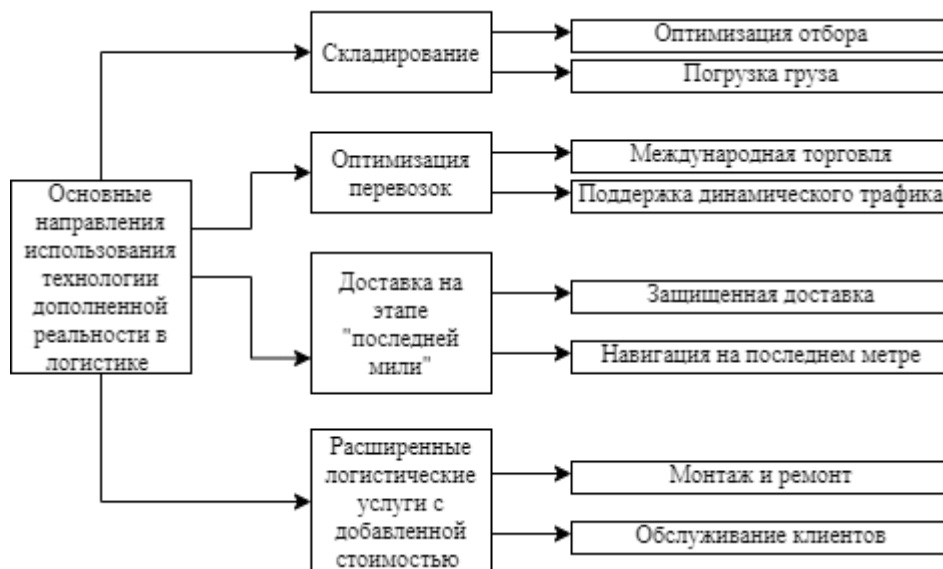 Основные
направления
использования
технологии
дополненной
реальности в
логистике
Складирование
Оптимизация отбора
Погрузка груза
Оптимизация
перевозок
Международная торговля
Поддержка динамического трафика
Доставка на
этапе
"последней
мили"
Защищенная доставка
Навигация на последнем метре
Расширенные
логистические
услуги с
добавленной
стоимостью
Монтаж и ремонт
Обслуживание клиентов